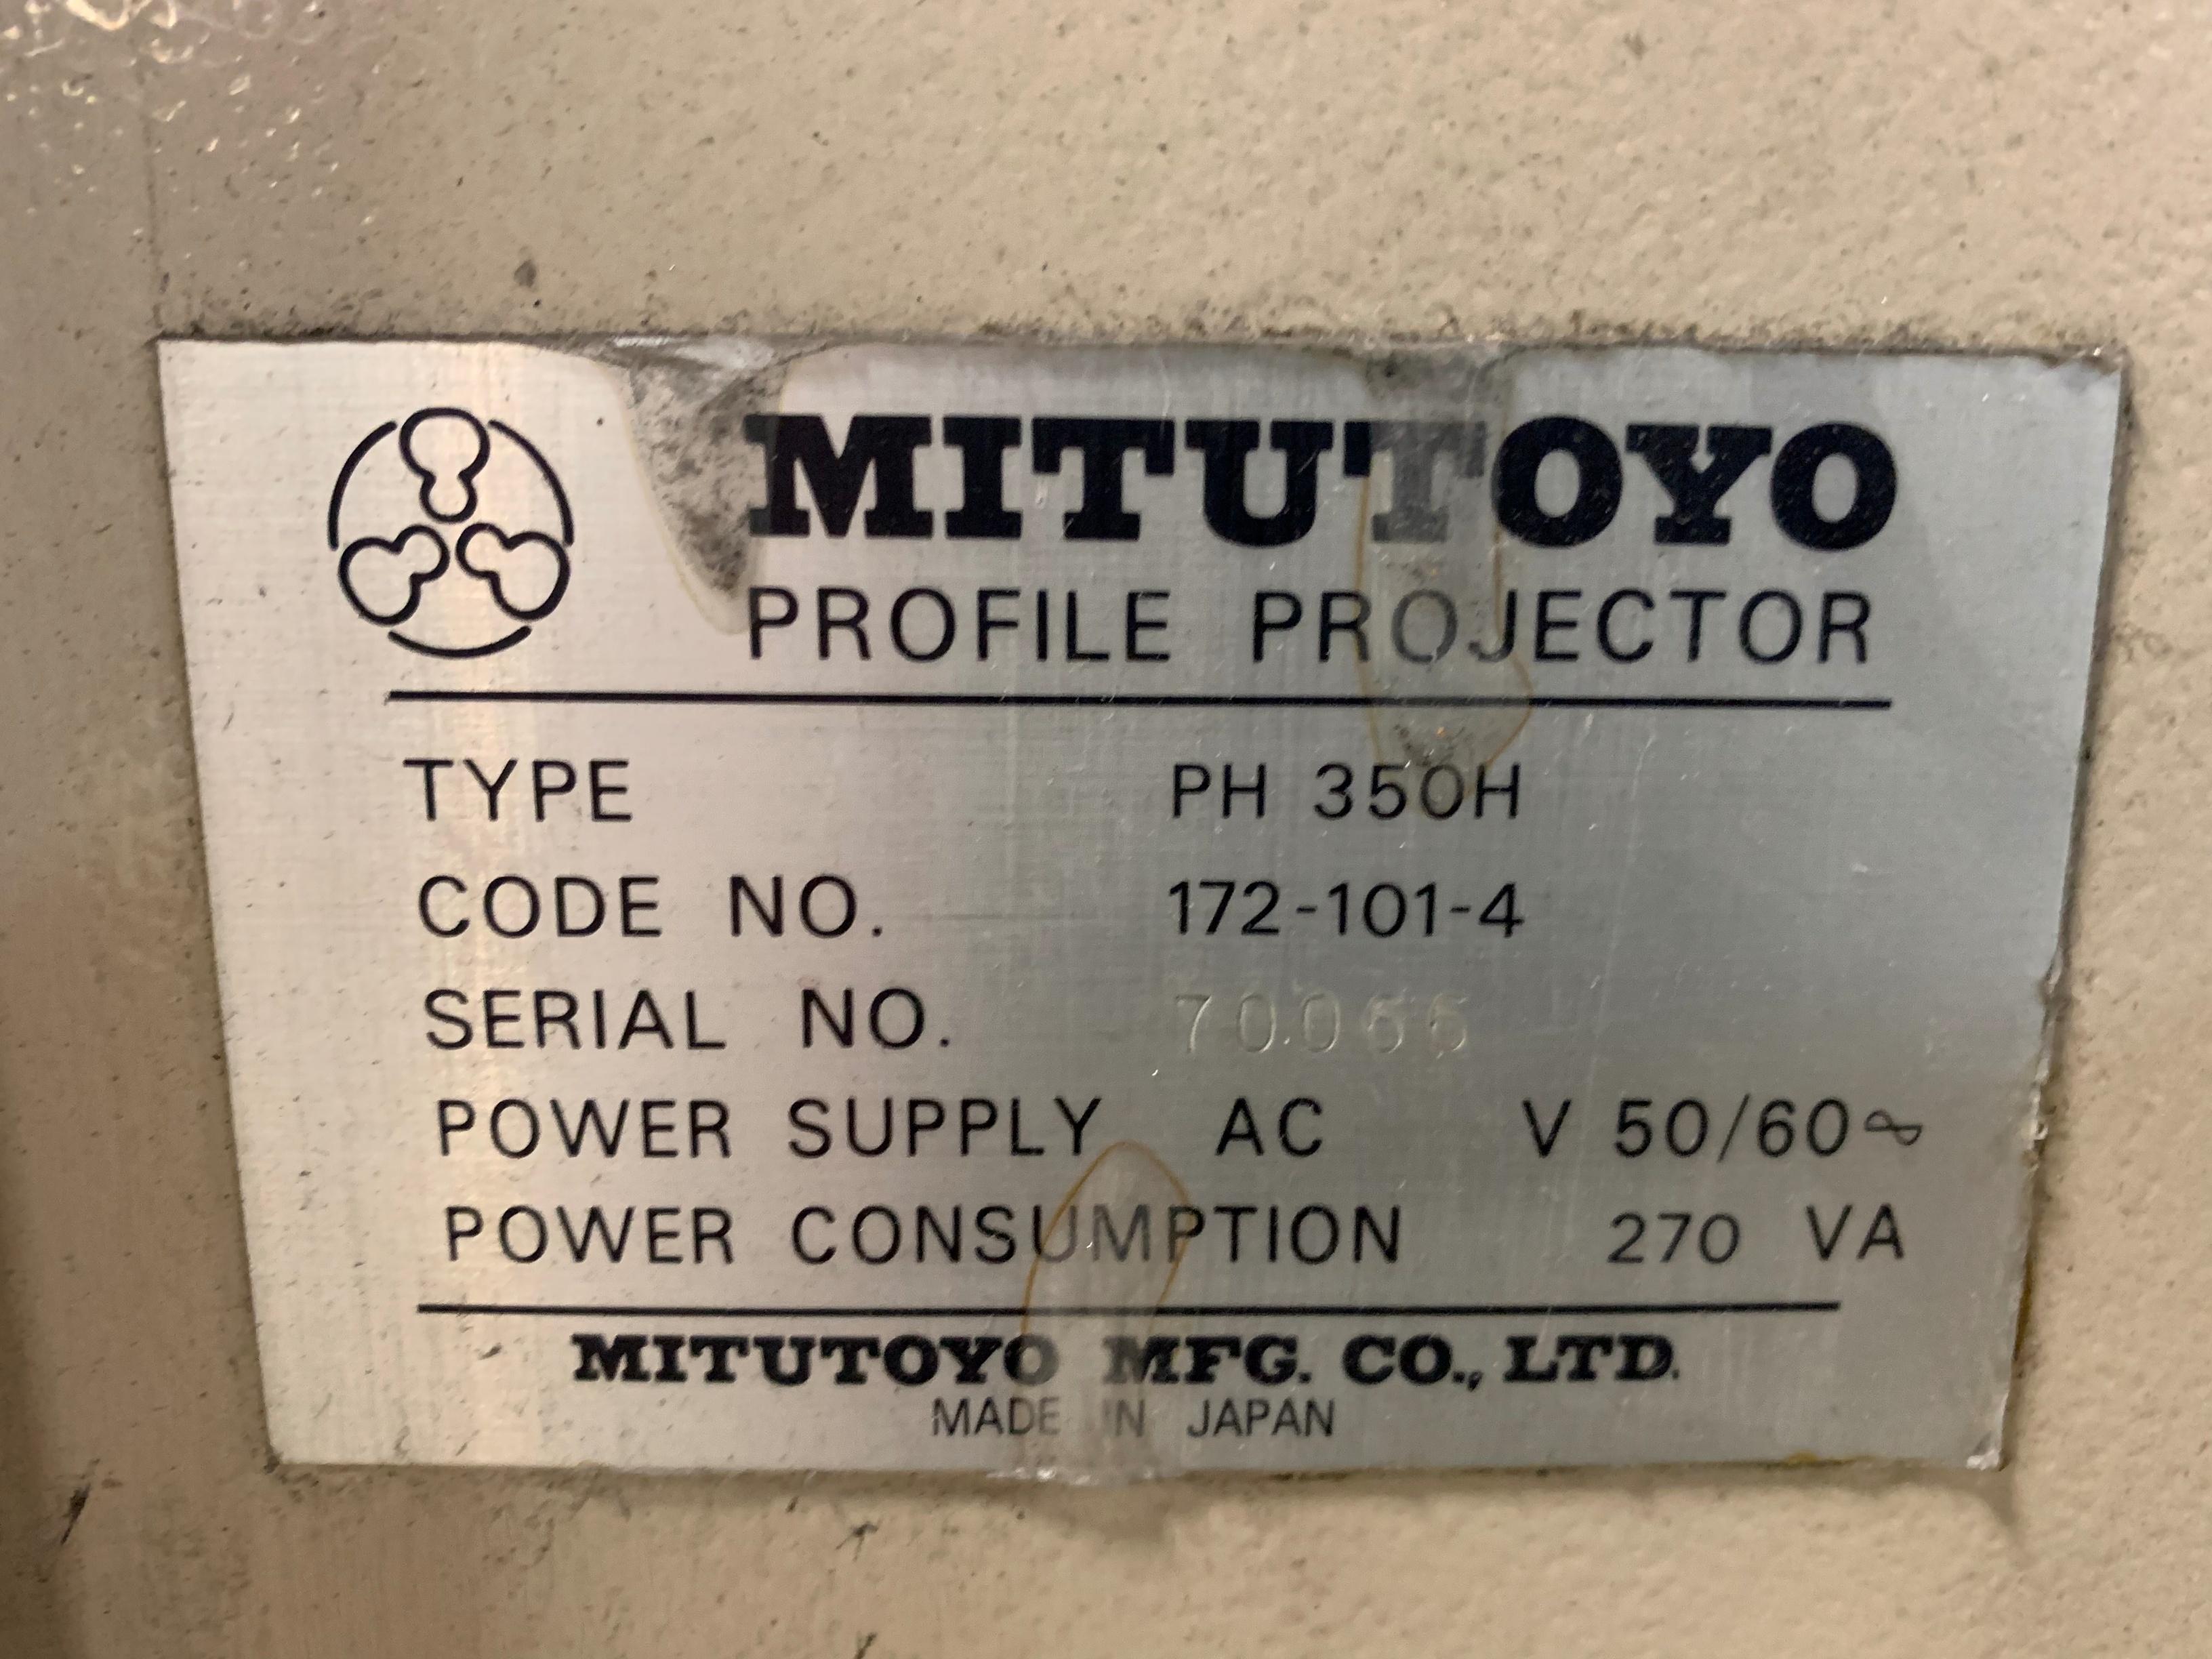 MITUTOYO
PROFILE PROJECTOR
TYPE PH 350H
CODE NO. 172-101-4
SERIAL NO. 70066
POWER SUPPLY AC V 50/60∿
POWER CONSUMPTION 270 VA
MITUTOYO MFG. CO., LTD.
MADE IN JAPAN